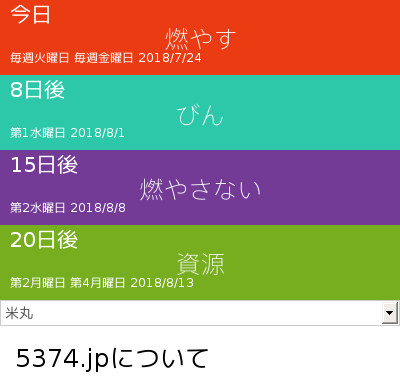 今日
燃やす
毎週火曜日 毎週金曜日 2018/7/24
8日後
びん
第1水曜日 2018/8/1
15日後
燃やさない
第2水曜日 2018/8/8
20日後
資源
第2月曜日 第4月曜日 2018/8/13
米丸
5374.jpについて